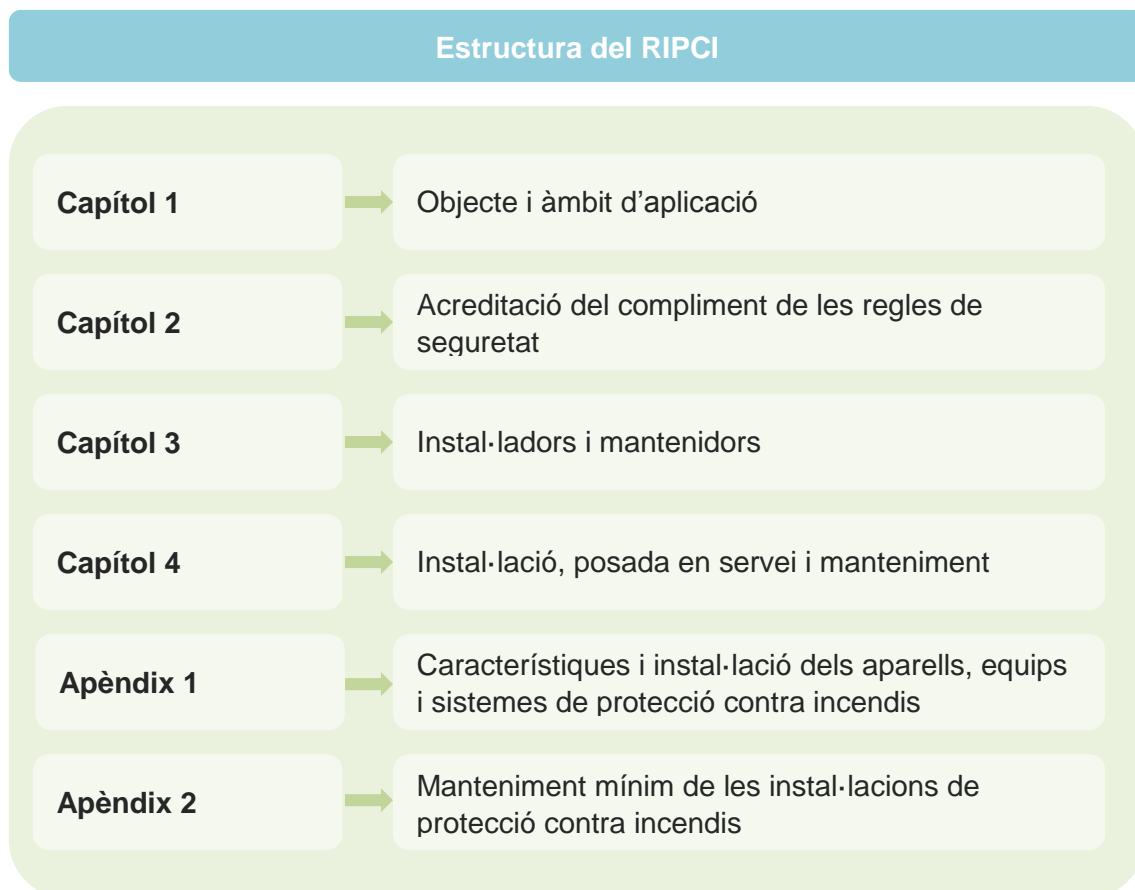 Estructura del RIPCI
Capítol 1
Objecte i àmbit d’aplicació
Capítol 2
Acreditació del compliment de les regles de
seguretat
Capítol 3
Instal·ladors i mantenidors
Capítol 4
Instal·lació, posada en servei i manteniment
Apèndix 1
Característiques i instal·lació dels aparells, equips
i sistemes de protecció contra incendis
Apèndix 2
Manteniment mínim de les instal·lacions de
protecció contra incendis